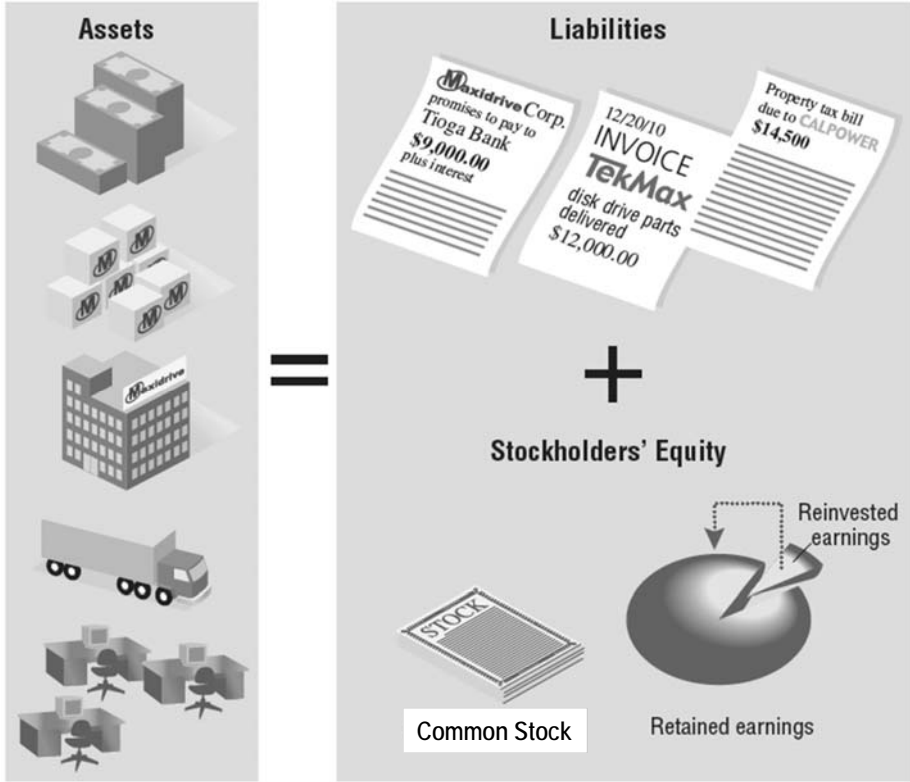 Assets
M
M
M
M
M
M
Maxidrive
=
Liabilities
Maxidrive Corp.
promises to pay to
Tioga Bank
$9,000.00
plus interest
12/20/10
INVOICE
TekMax
disk drive parts
delivered
$12,000.00
Property tax bill
due to CALPOWER
$14,500
+
Stockholders' Equity
STOCK
Common Stock
Reinvested
earnings
Retained earnings